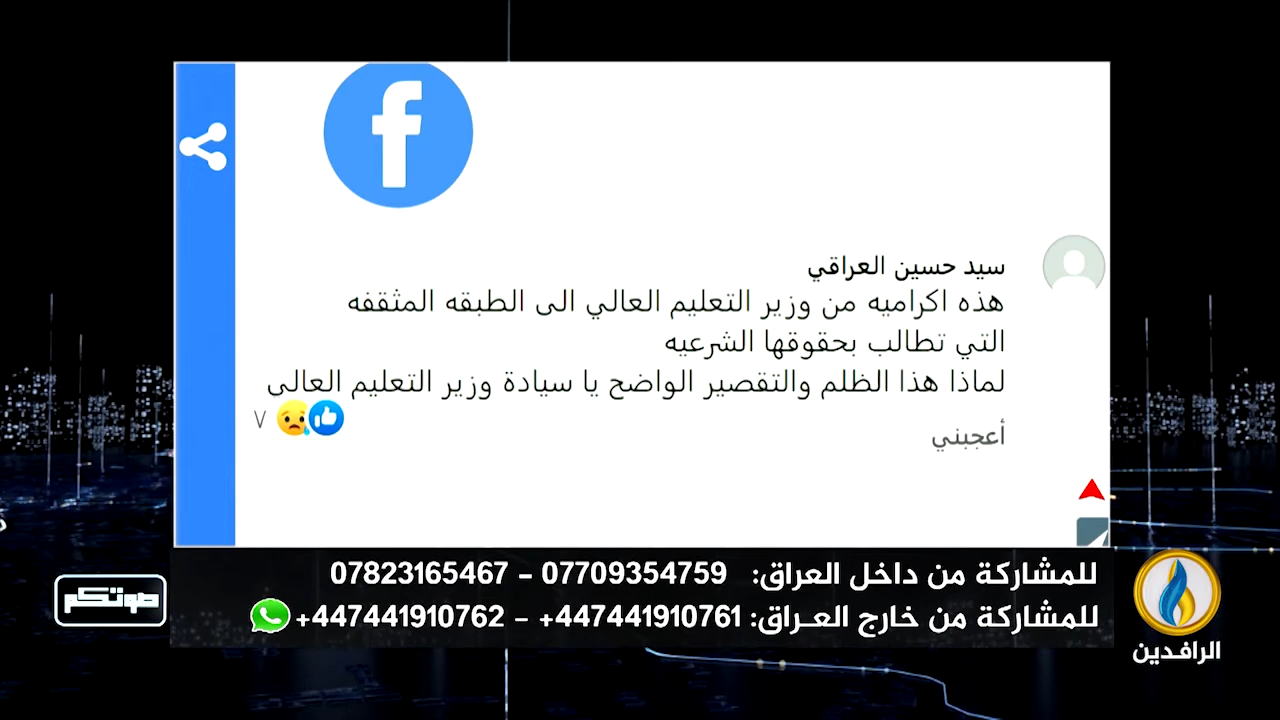 سيد حسين العراقي
هذه اكراميه من وزير التعليم العالي الى الطبقه المثقفه
التي تطالب بحقوقها الشرعيه
لماذا هذا الظلم والتقصير الواضح يا سيادة وزير التعليم العالى
٧
أعجبني
للمشاركة من داخل العراق: 07709354759 - 07823165467
للمشاركة من خارج العـراق: 447441910761+ - 447441910762+
صوتكم
الرافدين